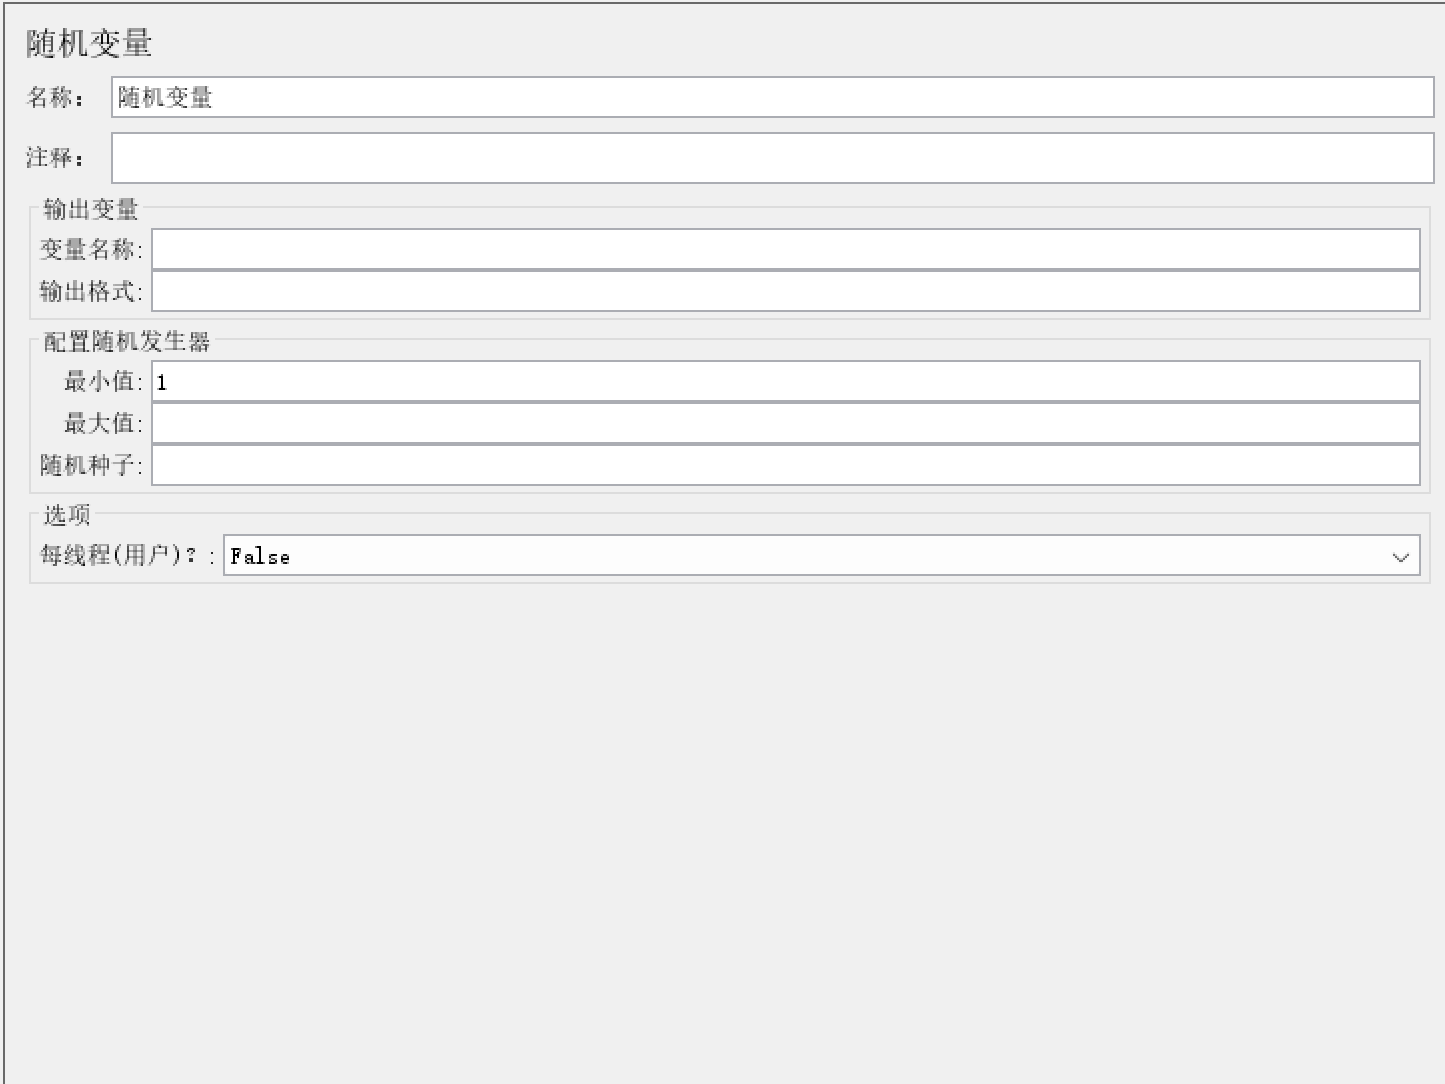 随机变量
名称： 随机变量
注释：
输出变量
变量名称:
输出格式:
配置随机发生器
最小值: 1
最大值:
随机种子:
选项
每线程(用户)? : False